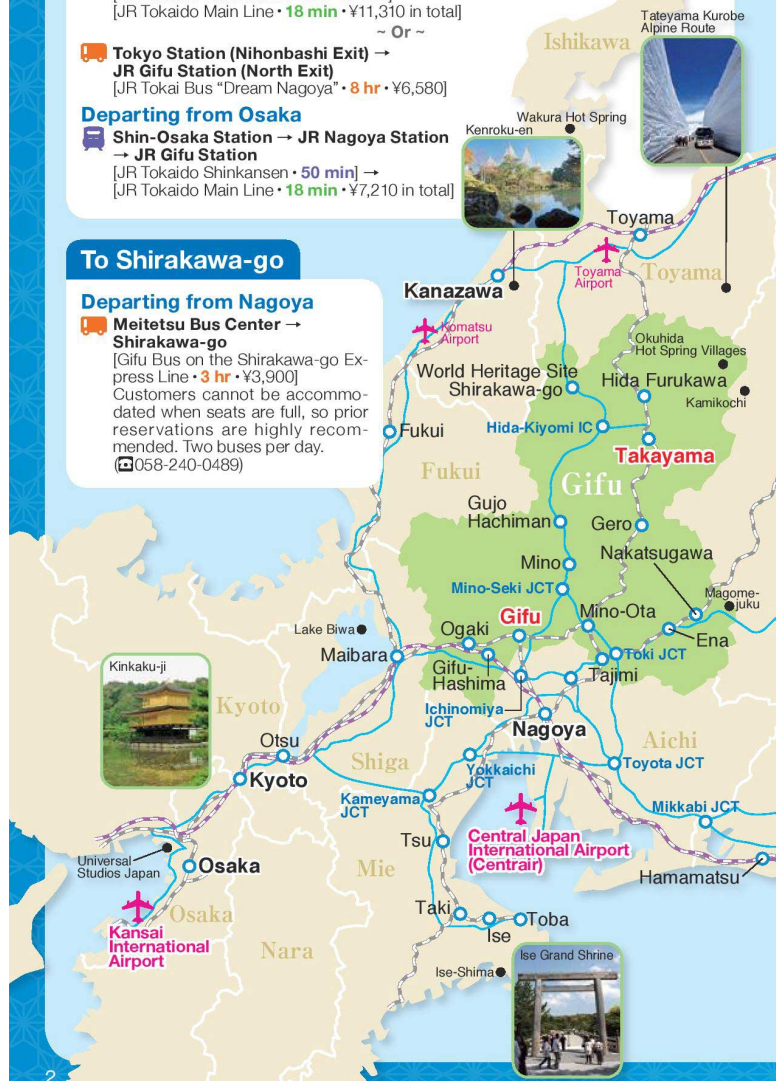 [JR Tokaido Main Line • 18 min • ¥11,310 in total]
~ Or ~
Tokyo Station (Nihonbashi Exit) →
JR Gifu Station (North Exit)
[JR Tokai Bus “Dream Nagoya” • 8 hr • ¥6,580]
Departing from Osaka
Shin-Osaka Station → JR Nagoya Station
→ JR Gifu Station
[JR Tokaido Shinkansen • 50 min] →
[JR Tokaido Main Line • 18 min • ¥7,210 in total]
To Shirakawa-go
Departing from Nagoya
Meitetsu Bus Center →
Shirakawa-go
[Gifu Bus on the Shirakawa-go Ex-
press Line • 3 hr • ¥3,900]
Customers cannot be accommo-
dated when seats are full, so prior
reservations are highly recom-
mended. Two buses per day.
(☎058-240-0489)
Tateyama Kurobe
Alpine Route
Ishikawa
Wakura Hot Spring
Kenroku-en
Toyama
Toyama
Airport
Toyama
Kanazawa
Komatsu
Airport
Okuhida
Hot Spring Villages
World Heritage Site
Shirakawa-go
Hida Furukawa
Kamikochi
Fukui
Hida-Kiyomi IC
Takayama
Fukui
Gifu
Gujo
Hachiman
Gero
Mino
Nakatsugawa
Mino-Seki JCT
Magome-
juku
Mino-Ota
Gifu
Lake Biwa
Ogaki
Ena
Maibara
Toki JCT
Gifu-
Hashima
Tajimi
Kinkaku-ji
Ichinomiya
JCT
Kyoto
Nagoya
Otsu
Aichi
Shiga
Yokkaichi
JCT
Toyota JCT
Kyoto
Kameyama
JCT
Mikkabi JCT
Central Japan
International Airport
(Centrair)
Tsu
Universal
Studios Japan
Osaka
Mie
Hamamatsu
Osaka
Taki
Toba
Ise
Kansai
International
Airport
Nara
Ise Grand Shrine
Ise-Shima
2